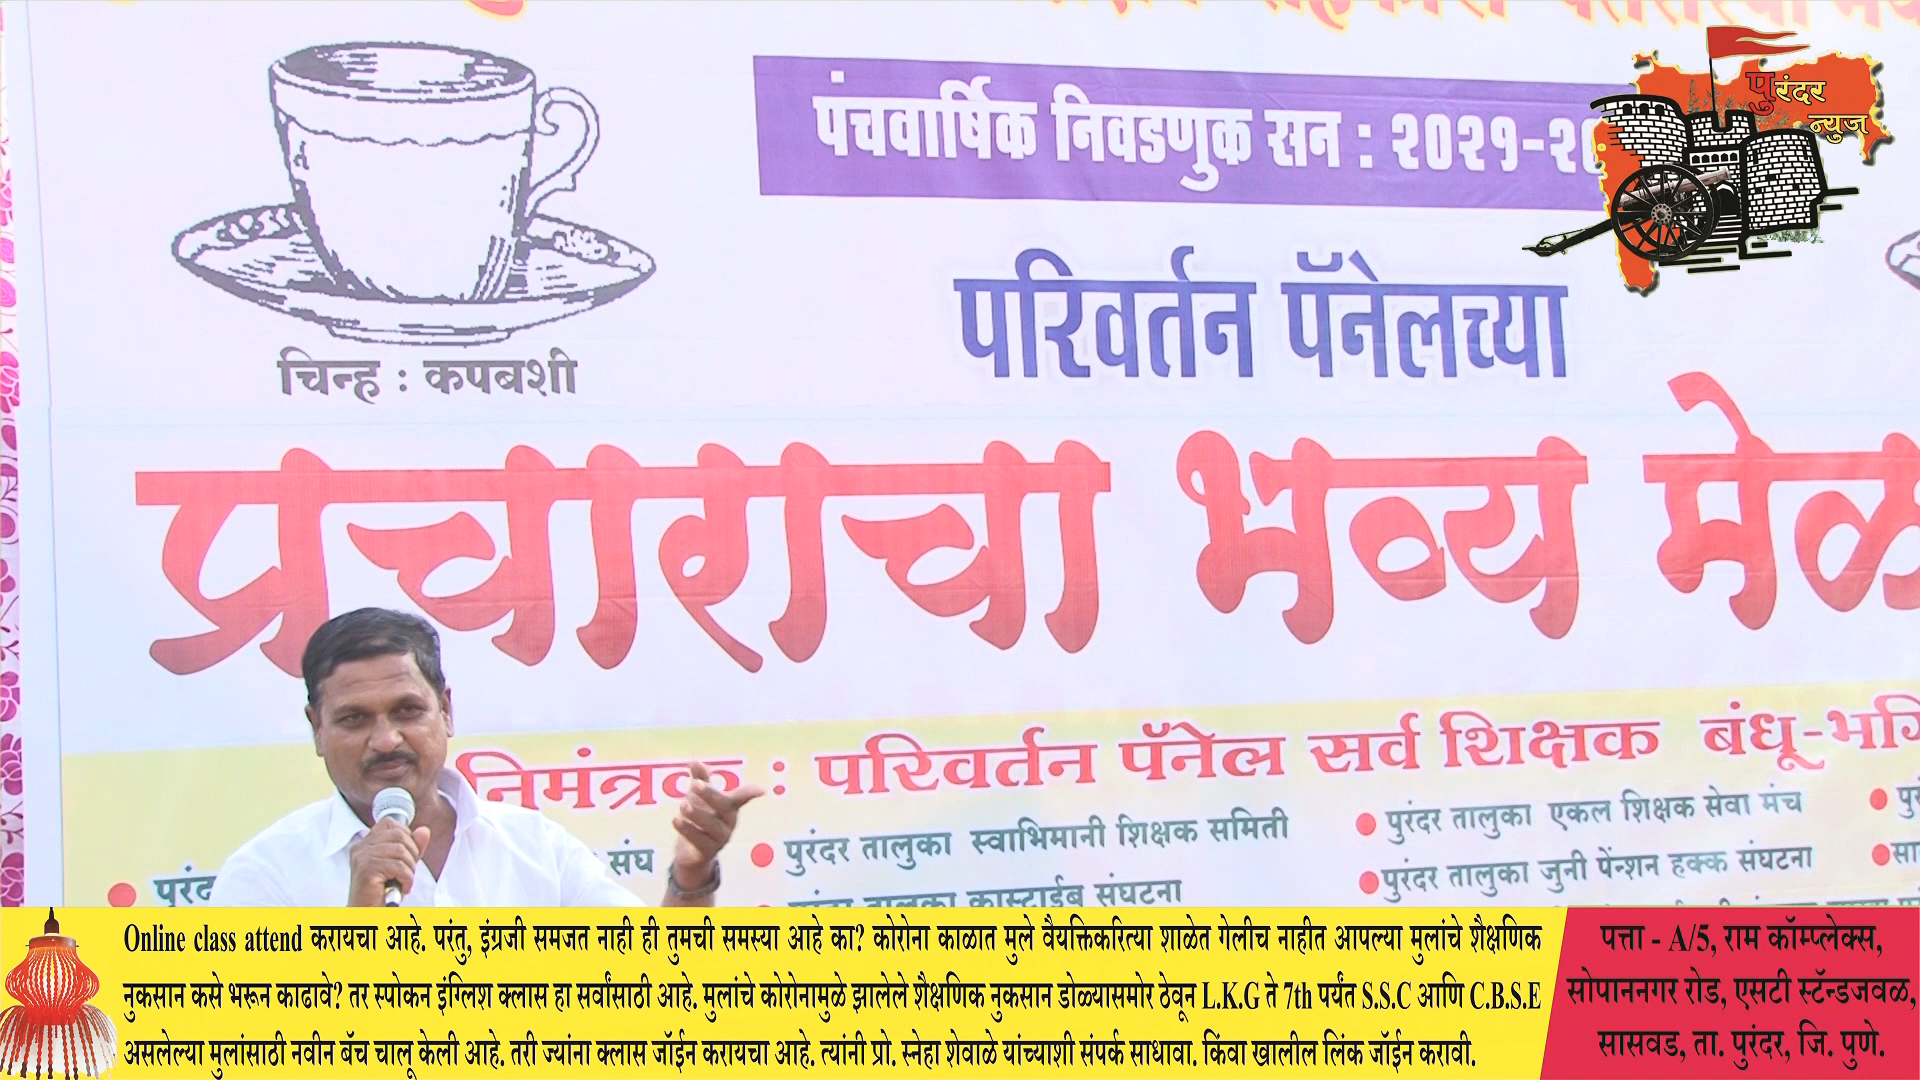 पंचवार्षिक निवडणुक सन : २०२१-२
पुरंदर
न्युज
परिवर्तन पॅनेलच्या
चिन्ह : कपबशी
प्रचाराचा भव्य
निमंत्रक : परिवर्तन पॅनेल सर्व शिक्षक बंधू-भगि
संघ
पुरंदर तालुका स्वाभिमानी शिक्षक समिती
पुरंदर तालुका एकल शिक्षक सेवा मंच
पुरंद
तालुका कास्ट्राईब संघटना
पुरंदर तालुका जुनी पेंन्शन हक्क संघटना
Online class attend करायचा आहे. परंतु, इंग्रजी समजत नाही ही तुमची समस्या आहे का? कोरोना काळात मुले वैयक्तिकरित्या शाळेत गेलीच नाहीत आपल्या मुलांचे शैक्षणिक
नुकसान कसे भरून काढावे? तर स्पोकन इंग्लिश क्लास हा सर्वांसाठी आहे. मुलांचे कोरोनामुळे झालेले शैक्षणिक नुकसान डोळ्यासमोर ठेवून L.K.G ते 7th पर्यंत S.S.C आणि C.B.S.E
असलेल्या मुलांसाठी नवीन बॅच चालू केली आहे. तरी ज्यांना क्लास जॉईन करायचा आहे. त्यांनी प्रो. स्नेहा शेवाळे यांच्याशी संपर्क साधावा. किंवा खालील लिंक जॉईन करावी.
पत्ता - A/5, राम कॉम्प्लेक्स,
सोपाननगर रोड, एसटी स्टॅन्डजवळ,
सासवड, ता. पुरंदर, जि. पुणे.